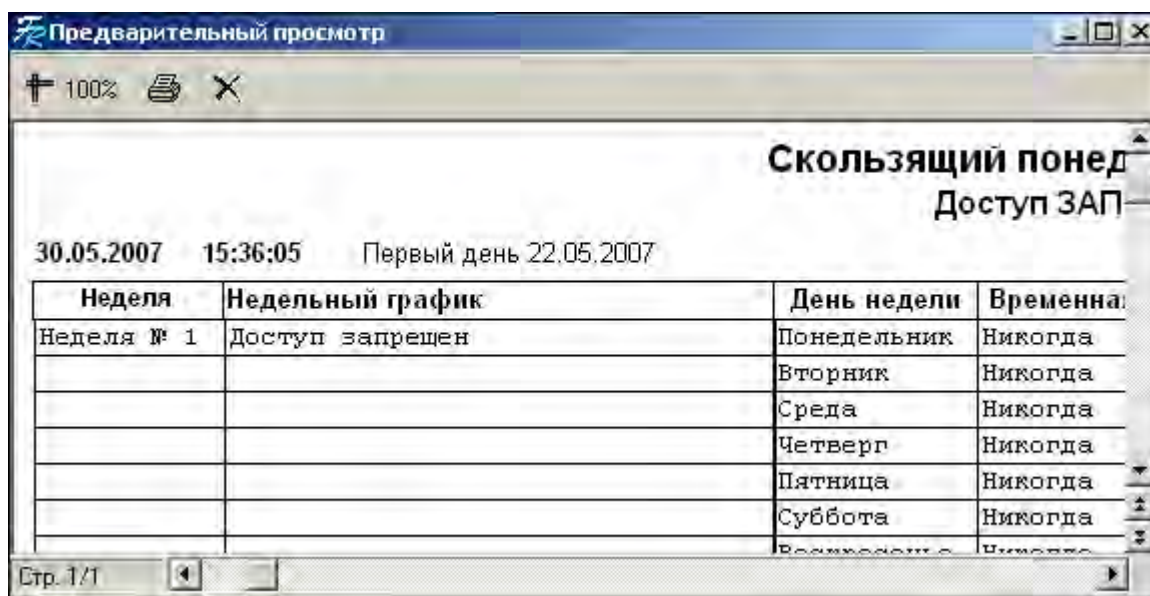 Предварительный просмотр
100%
Скользящий понед
Доступ ЗАП
30.05.2007 15:36:05 Первый день 22.05.2007
Неделя Недельный график День недели Временна
Неделя № 1 Доступ запрещен Понедельник Никогда
Вторник Никогда
Среда Никогда
Четверг Никогда
Пятница Никогда
Суббота Никогда
Воскресенье Никогда
Стр. 1/1